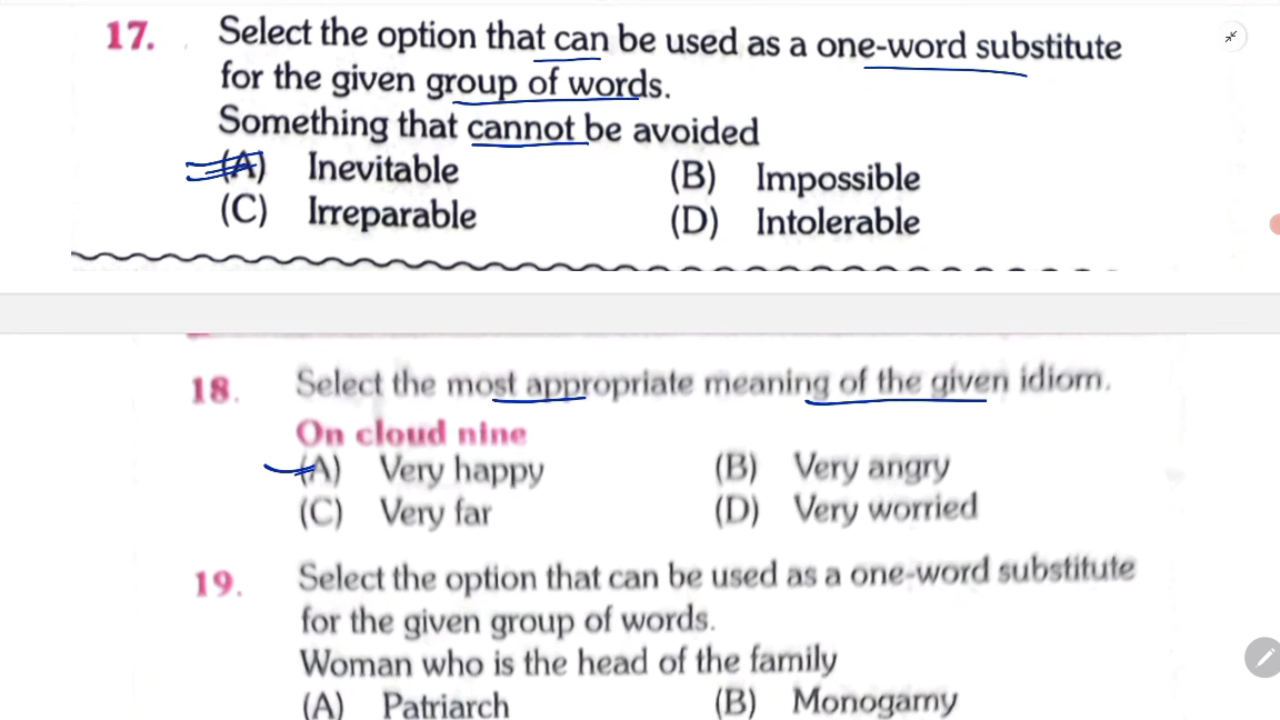 17. Select the option that can be used as a one-word substitute
for the given group of words.
Something that cannot be avoided
(A) Inevitable (B) Impossible
(C) Irreparable (D) Intolerable
18. Select the most appropriate meaning of the given idiom.
On cloud nine
(A) Very happy (B) Very angry
(C) Very far (D) Very worried
19. Select the option that can be used as a one-word substitute
for the given group of words.
Woman who is the head of the family
(A) Patriarch (B) Monogamy